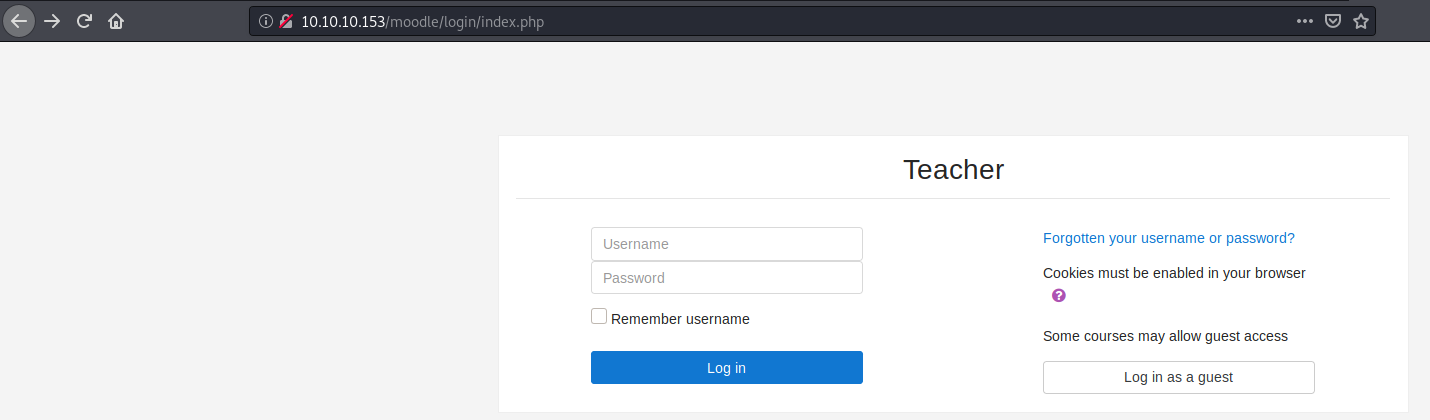 10.10.10.153/moodle/login/index.php
Teacher
Username
Password
Remember username
Log in
Forgotten your username or password?
Cookies must be enabled in your browser
?
Some courses may allow guest access
Log in as a guest